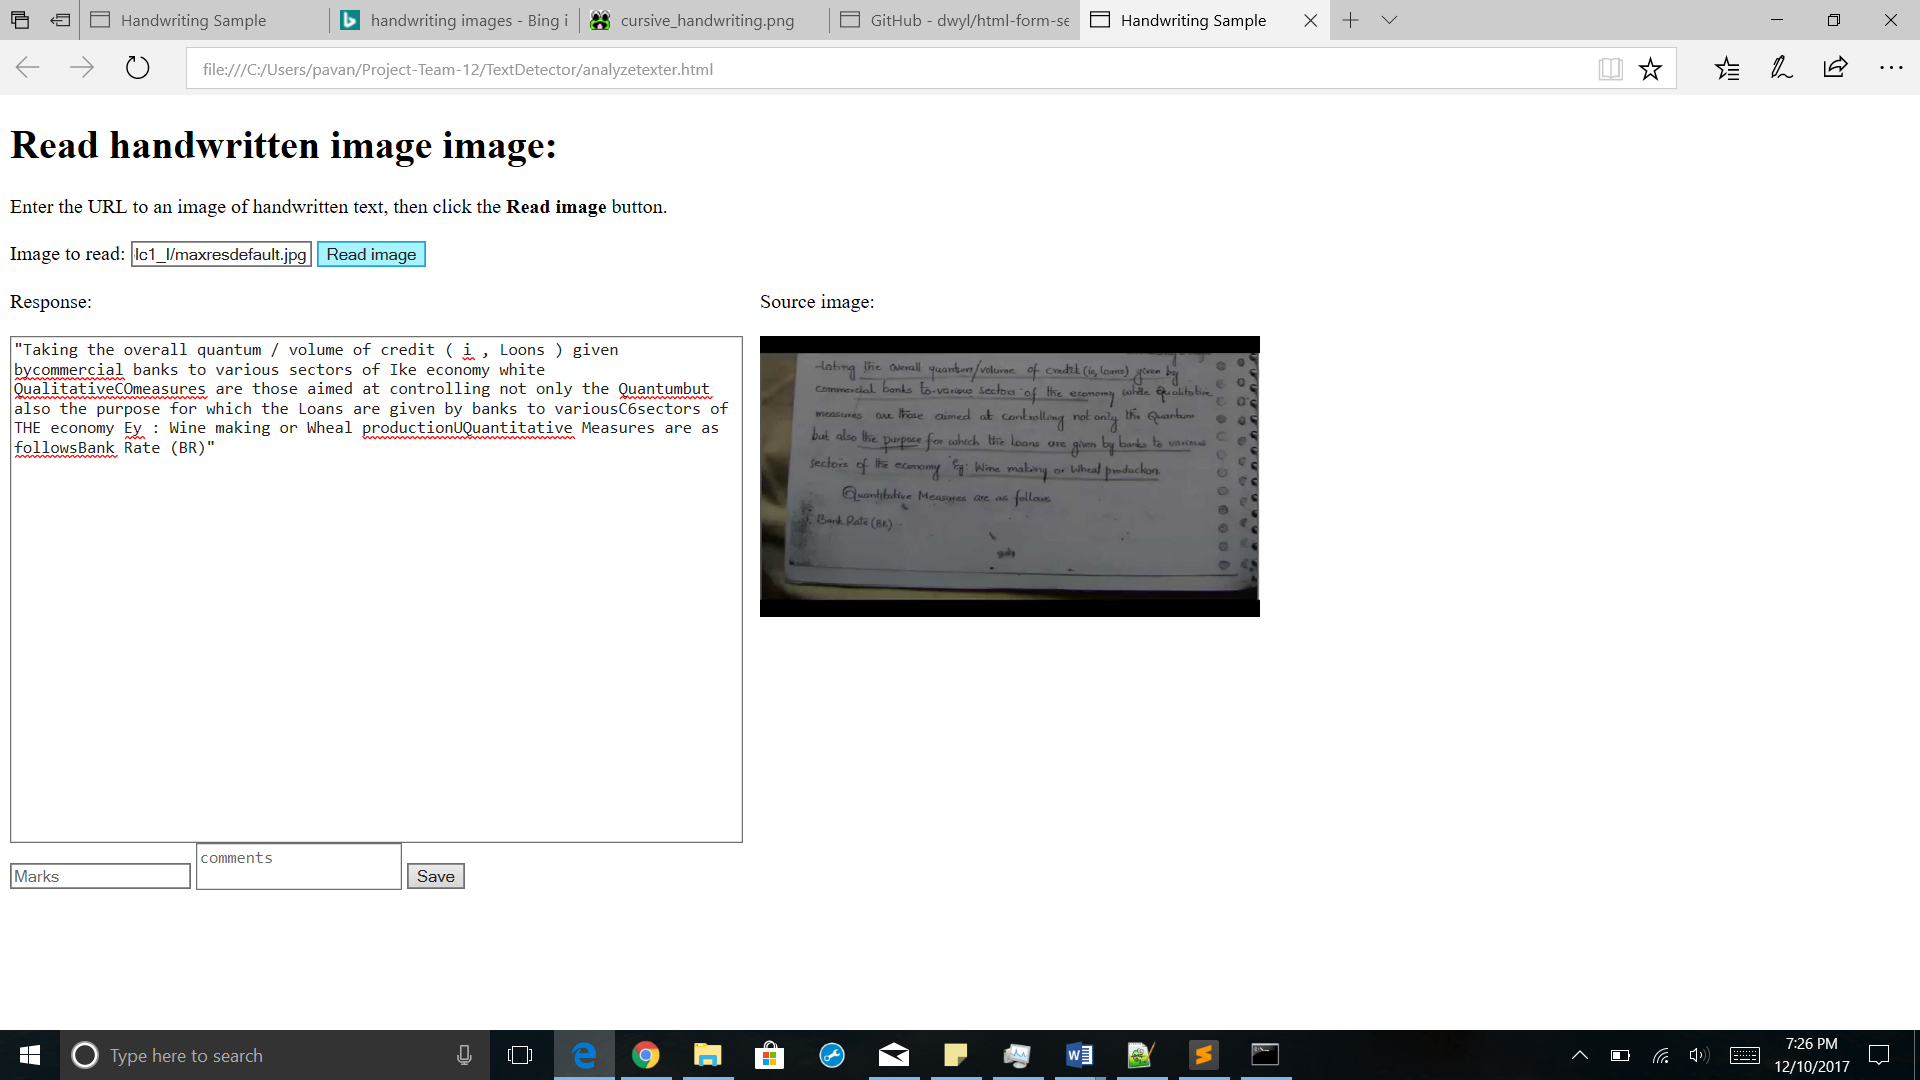 Handwriting Sample
handwriting images - Bing i
cursive_handwriting.png
GitHub - dwyl/html-form-se
Handwriting Sample
file:///C:/Users/pavan/Project-Team-12/TextDetector/analyzetexter.html
Read handwritten image image:
Enter the URL to an image of handwritten text, then click the Read image button.
Image to read: lc1_I/maxresdefault.jpg Read image
Response:
"Taking the overall quantum / volume of credit ( i , Loons ) given
bycommercial banks to various sectors of Ike economy white
QualitativeCOmeasures are those aimed at controlling not only the Quantumbut
also the purpose for which the Loans are given by banks to variousC6sectors of
THE economy Ey : Wine making or Wheal productionUQuantitative Measures are as
followsBank Rate (BR)"
Source image:
the overall quantum/volume of credit (ie, loans) given by
commercial banks to various sectors of the economy while Qualitative
measures are those aimed at controlling not only the Quantum
but also the purpose for which the loans are given by banks to various
sectors of the economy Eg: Wine making or Wheat production
Quantitative Measures are as follows
Bank Rate (BR)
Marks
comments
Save
Type here to search
7:26 PM
12/10/2017